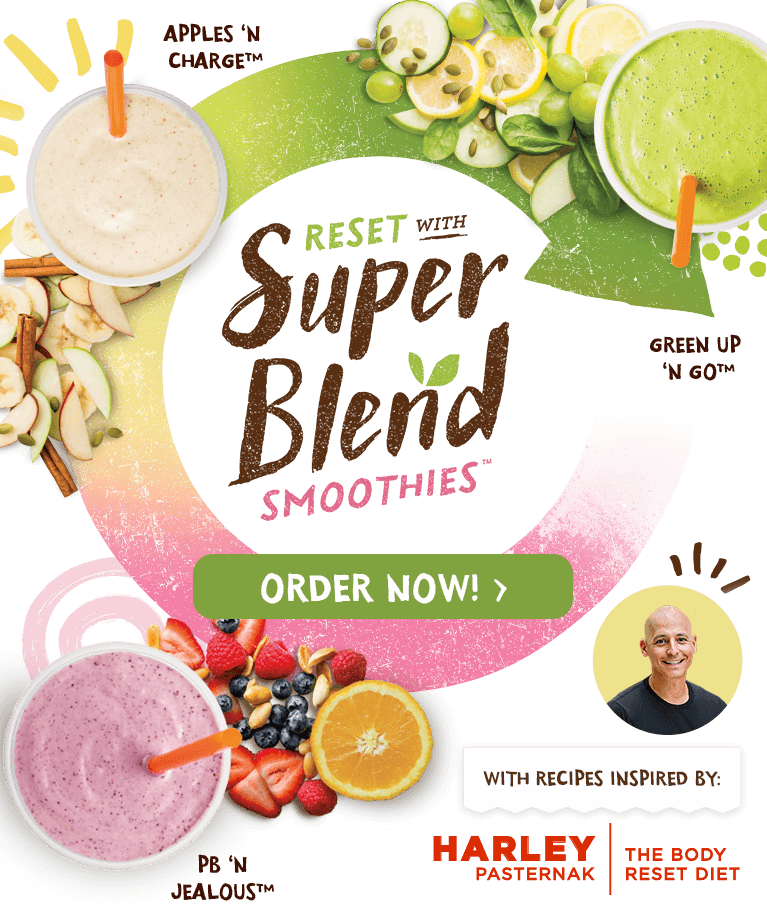 APPLES ‘N
CHARGE™
RESET WITH
Super
Blend
SMOOTHIES™
GREEN UP
‘N GO™
ORDER NOW! >
WITH RECIPES INSPIRED BY:
HARLEY
PASTERNAK
THE BODY
RESET DIET
PB ‘N
JEALOUS™